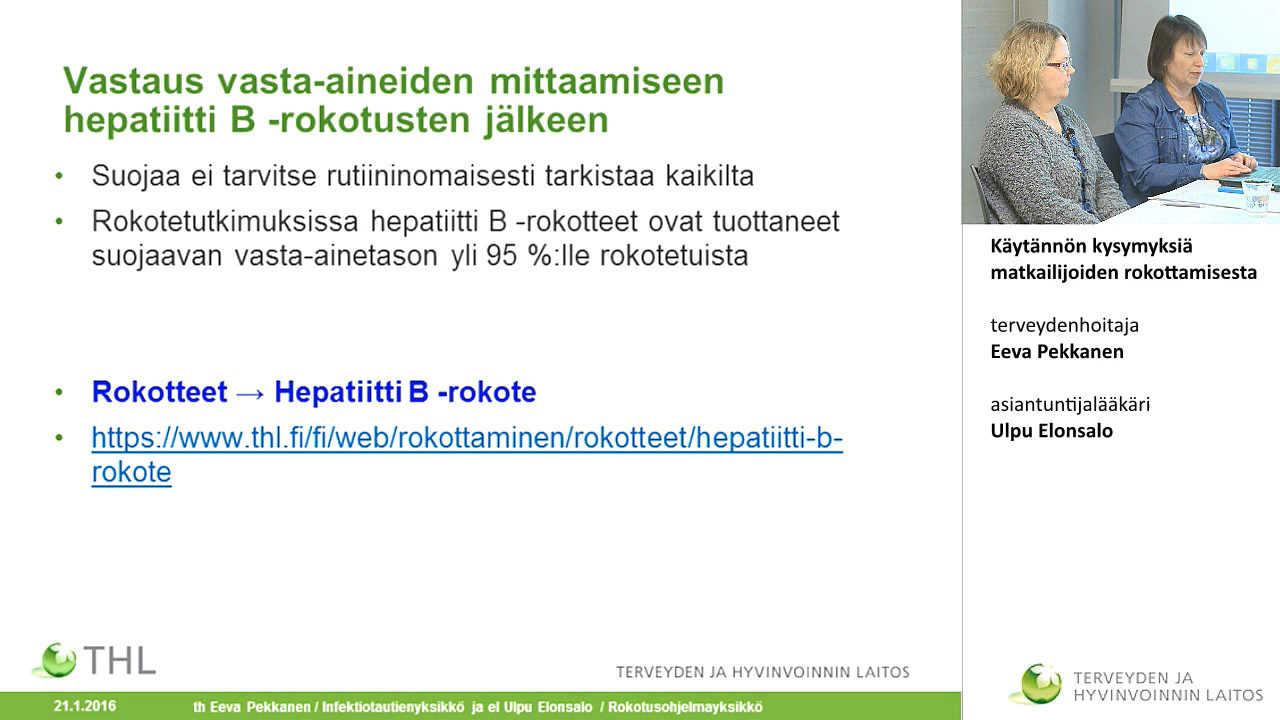 Vastaus vasta-aineiden mittaamiseen
hepatiitti B -rokotusten jälkeen
• Suojaa ei tarvitse rutiininomaisesti tarkistaa kaikilta
• Rokotetutkimuksissa hepatiitti B -rokotteet ovat tuottaneet
suojaavan vasta-ainetason yli 95 %:lle rokotetuista
• Rokotteet → Hepatiitti B -rokote
• https://www.thl.fi/fi/web/rokottaminen/rokotteet/hepatiitti-b-
rokote
THL
TERVEYDEN JA HYVINVOINNIN LAITOS
21.1.2016 th Eeva Pekkanen / Infektiotautienyksikkö ja el Ulpu Elonsalo / Rokotusohjelmayksikkö
Käytännön kysymyksiä
matkailijoiden rokottamisesta
terveydenhoitaja
Eeva Pekkanen
asiantuntijalääkäri
Ulpu Elonsalo
TERVEYDEN JA
HYVINVOINNIN LAITOS